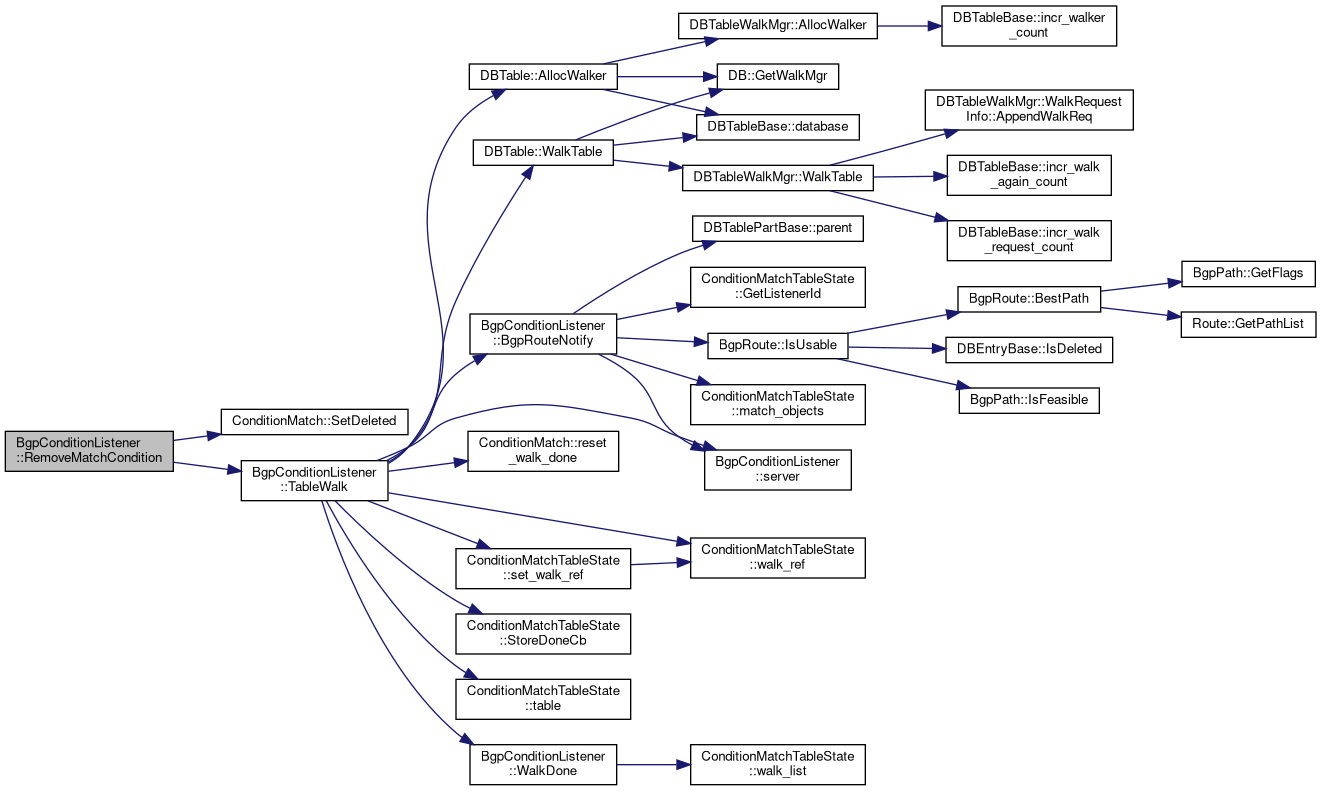 BgpConditionListener
::RemoveMatchCondition
ConditionMatch::SetDeleted
BgpConditionListener
::TableWalk
DBTable::AllocWalker
DBTable::WalkTable
BgpConditionListener
::BgpRouteNotify
ConditionMatch::reset
_walk_done
ConditionMatchTableState
::set_walk_ref
ConditionMatchTableState
::StoreDoneCb
ConditionMatchTableState
::table
BgpConditionListener
::WalkDone
DBTableWalkMgr::AllocWalker
DB::GetWalkMgr
DBTableBase::database
DBTableWalkMgr::WalkTable
DBTablePartBase::parent
ConditionMatchTableState
::GetListenerId
BgpRoute::IsUsable
ConditionMatchTableState
::match_objects
BgpConditionListener
::server
ConditionMatchTableState
::walk_ref
ConditionMatchTableState
::walk_list
DBTableBase::incr_walker
_count
DBTableWalkMgr::WalkRequest
Info::AppendWalkReq
DBTableBase::incr_walk
_again_count
DBTableBase::incr_walk
_request_count
BgpRoute::BestPath
DBEntryBase::IsDeleted
BgpPath::IsFeasible
BgpPath::GetFlags
Route::GetPathList